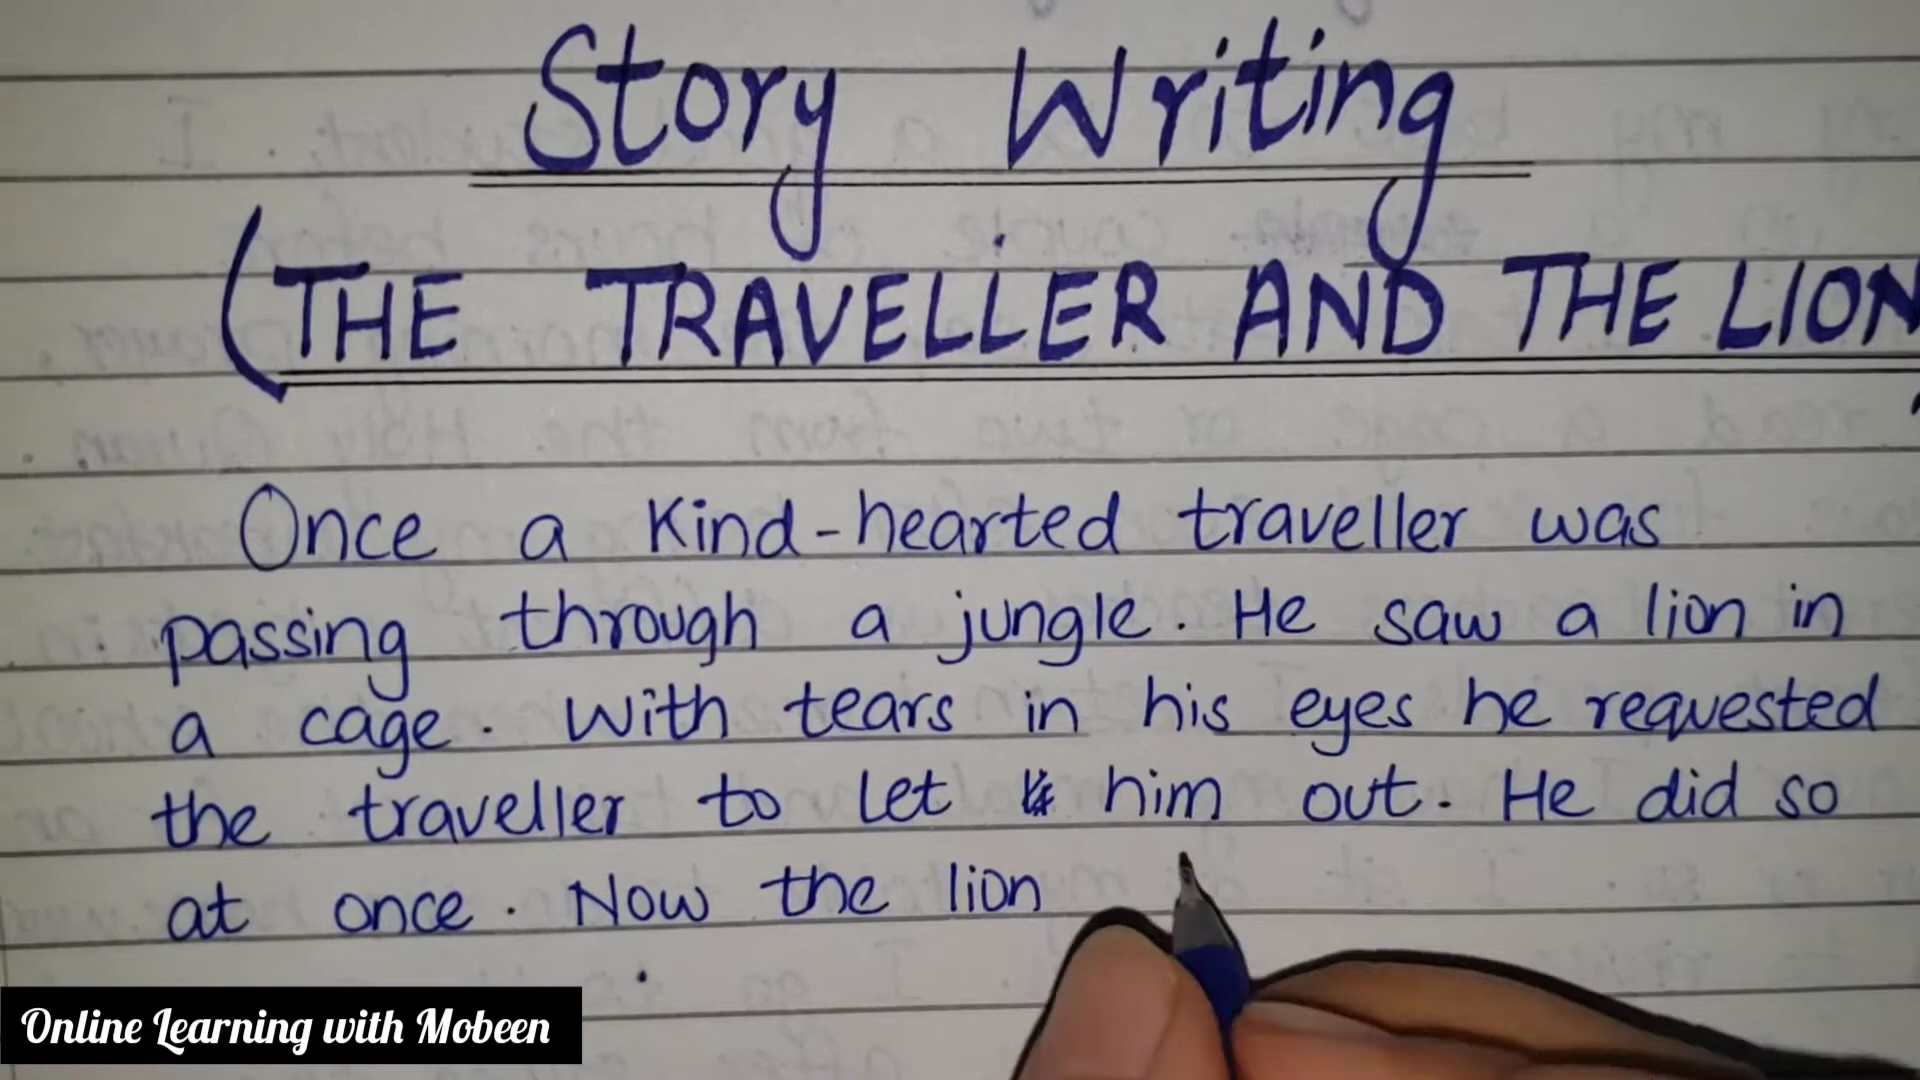 Story Writing
(THE TRAVELLER AND THE LION
Once a Kind-hearted traveller was
passing through a jungle. He saw a lion in
a cage. With tears in his eyes he requested
the traveller to let him out. He did so
at once. Now the lion
Online Learning with Mobeen